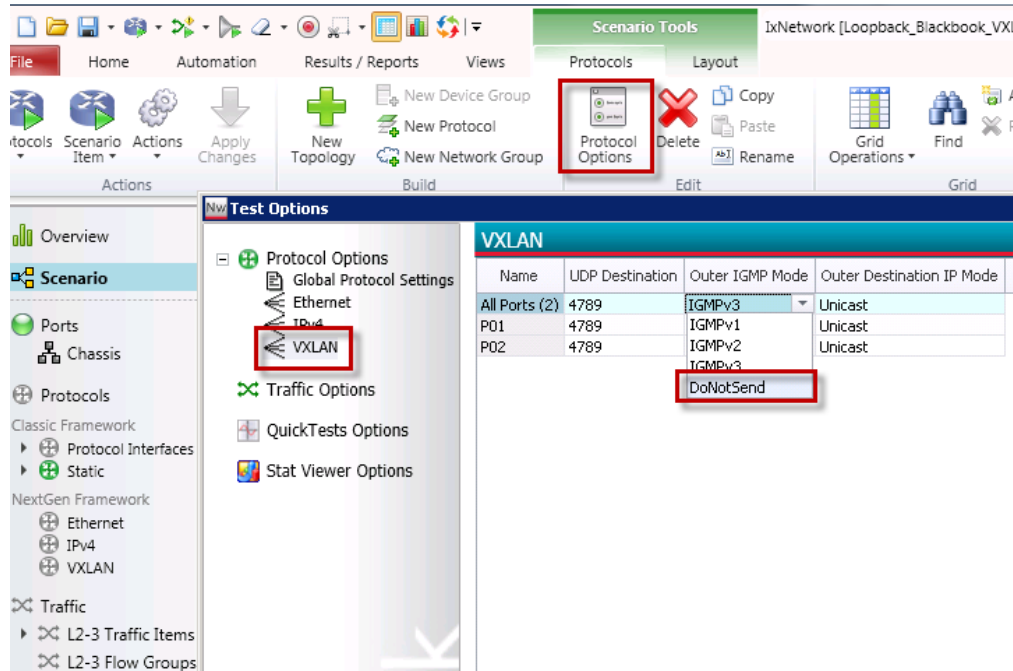 Scenario Tools IxNetwork [Loopback_Blackbook_VXL
File Home Automation Results / Reports Views Protocols Layout
New Device Group
New Protocol
New Network Group
Copy
Paste
Rename
tocols Scenario Item Actions Apply Changes New Topology Protocol Options Delete Grid Operations Find
Actions Build Edit Grid
Nw Test Options
Overview
Scenario
Ports
Chassis
Protocols
Classic Framework
Protocol Interfaces
Static
NextGen Framework
Ethernet
IPv4
VXLAN
Traffic
L2-3 Traffic Items
L2-3 Flow Groups
Protocol Options
Global Protocol Settings
Ethernet
IPv4
VXLAN
Traffic Options
QuickTests Options
Stat Viewer Options
VXLAN
Name UDP Destination Outer IGMP Mode Outer Destination IP Mode
All Ports (2) 4789 IGMPv3 Unicast
P01 4789 IGMPv1 Unicast
P02 4789 IGMPv2 Unicast
IGMPv3
DoNotSend